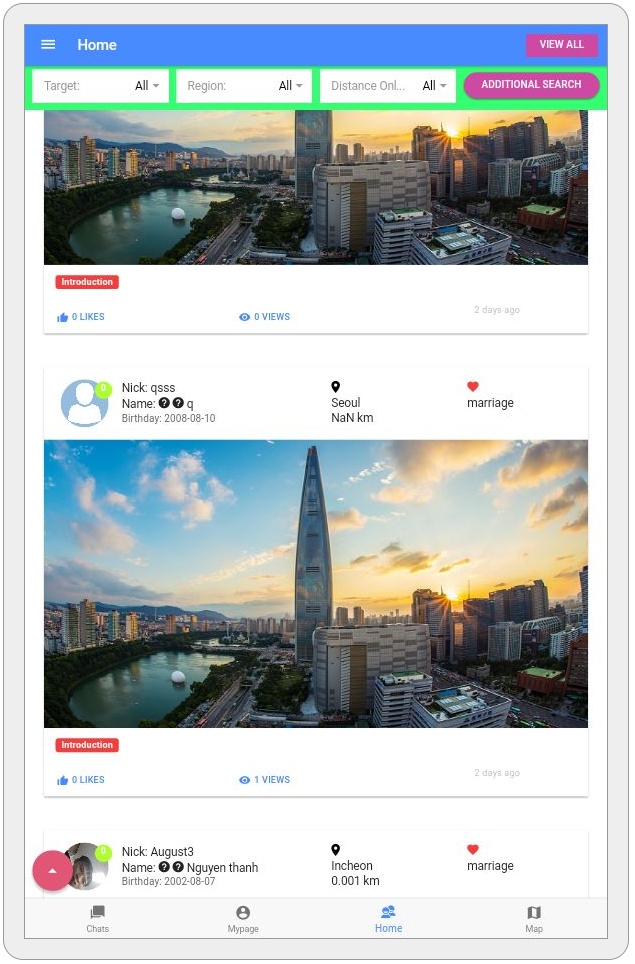 Home
VIEW ALL
Target: All
Region: All
Distance Onl... All
ADDITIONAL SEARCH
Introduction
0 LIKES
0 VIEWS
2 days ago
0
Nick: qsss
Name: ? ? q
Birthday: 2008-08-10
Seoul
NaN km
marriage
Introduction
0 LIKES
1 VIEWS
2 days ago
0
Nick: August3
Name: ? ? Nguyen thanh
Birthday: 2002-08-07
Incheon
0.001 km
marriage
Chats
Mypage
Home
Map